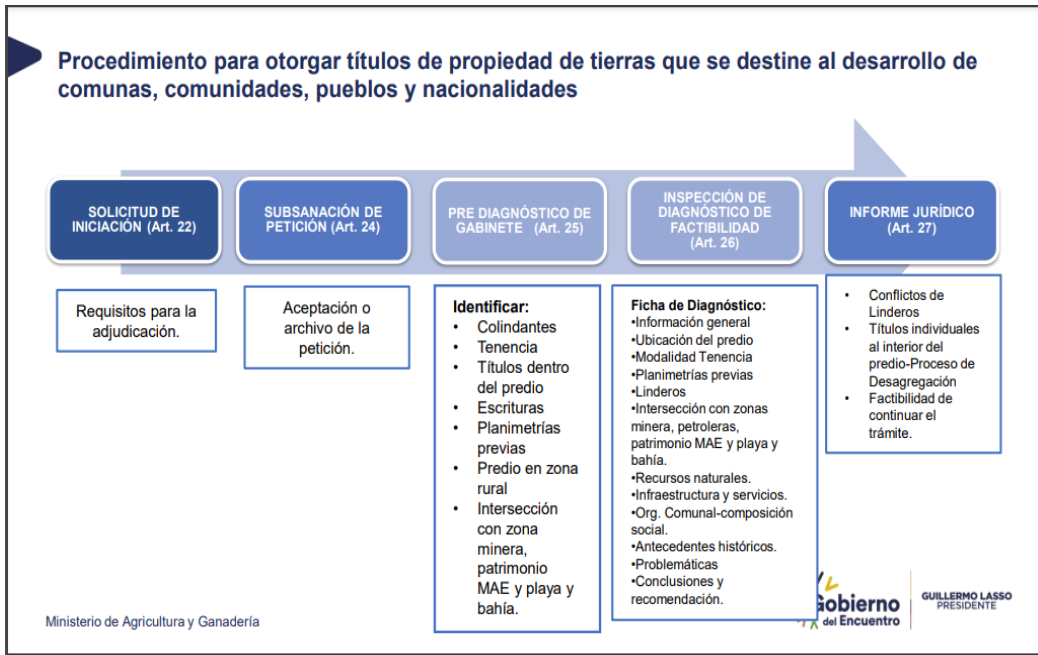 Procedimiento para otorgar títulos de propiedad de tierras que se destine al desarrollo de
comunas, comunidades, pueblos y nacionalidades
SOLICITUD DE
INICIACIÓN (Art. 22)
Requisitos para la
adjudicación.
SUBSANACIÓN DE
PETICIÓN (Art. 24)
Aceptación o
archivo de la
petición.
PRE DIAGNÓSTICO DE
GABINETE (Art. 25)
Identificar:
• Colindantes
• Tenencia
• Títulos dentro
del predio
• Escrituras
• Planimetrías
previas
• Predio en zona
rural
• Intersección
con zona
minera,
patrimonio
MAE y playa y
bahía.
INSPECCIÓN DE
DIAGNÓSTICO DE
FACTIBILIDAD
(Art. 26)
Ficha de Diagnóstico:
•Información general
•Ubicación del predio
•Modalidad Tenencia
•Planimetrías previas
•Linderos
•Intersección con zonas
minera, petroleras,
patrimonio MAE y playa y
bahía.
•Recursos naturales.
•Infraestructura y servicios.
•Org. Comunal-composición
social.
•Antecedentes históricos.
•Problemáticas
•Conclusiones y
recomendación.
INFORME JURÍDICO
(Art. 27)
• Conflictos de
Linderos
• Títulos individuales
al interior del
predio-Proceso de
Desagregación
• Factibilidad de
continuar el
trámite.
Ministerio de Agricultura y Ganadería
Gobierno
del Encuentro
GUILLERMO LASSO
PRESIDENTE